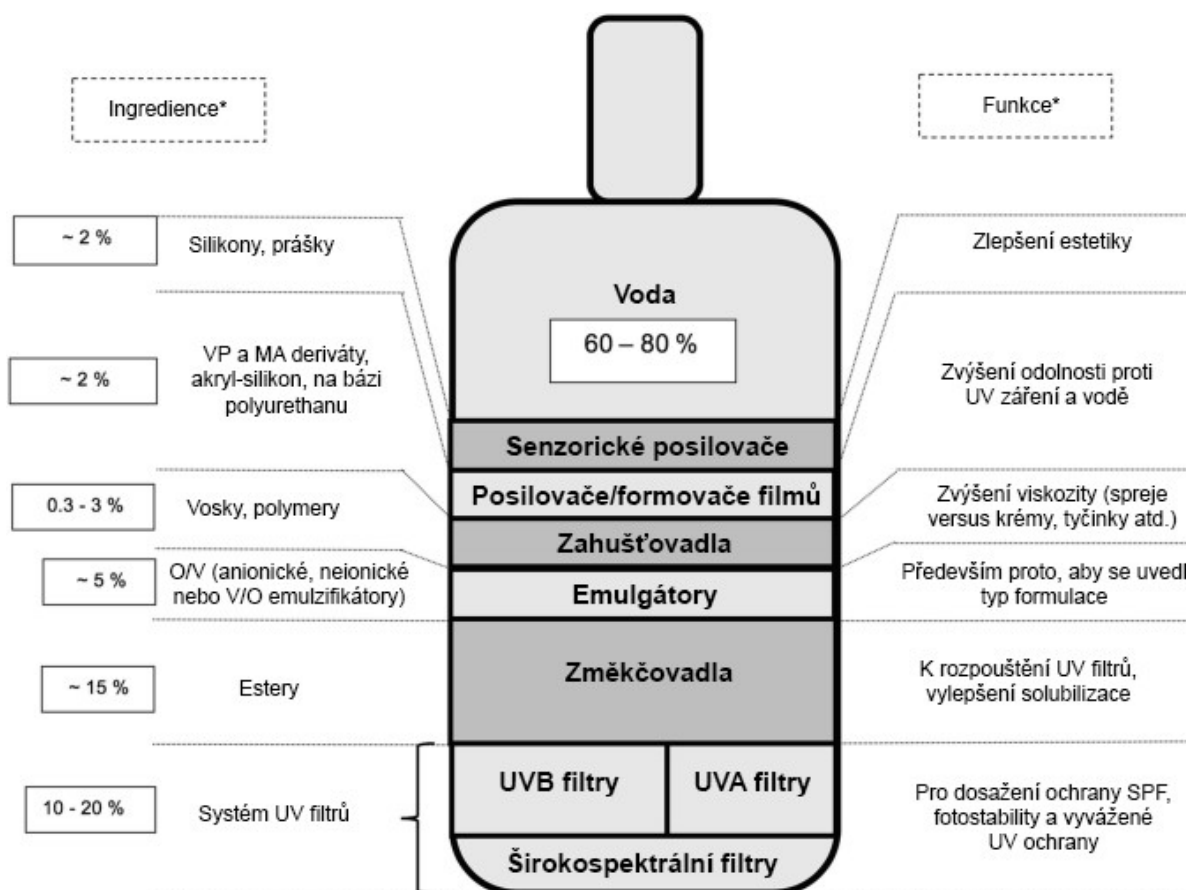 Ingredience*
Funkce*
~ 2 %
Silikony, prášky
Zlepšení estetiky
Voda
60 – 80 %
~ 2 %
VP a MA deriváty,
akryl-silikon, na bázi
polyurethanu
Zvýšení odolnosti proti
UV záření a vodě
Senzorické posilovače
Posilovače/formovače filmů
0.3 - 3 %
Vosky, polymery
Zvýšení viskozity (spreje
versus krémy, tyčinky atd.)
Zahušťovadla
~ 5 %
O/V (anionické, neionické
nebo V/O emulzifikátory)
Emulgátory
Především proto, aby se uvedl
typ formulace
~ 15 %
Estery
Změkčovadla
K rozpouštění UV filtrů,
vylepšení solubilizace
10 - 20 %
Systém UV filtrů
UVB filtry
UVA filtry
Širokospektrální filtry
Pro dosažení ochrany SPF,
fotostability a vyvážené
UV ochrany